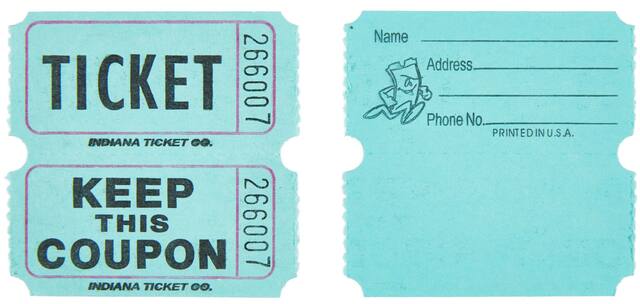 TICKET
266007
INDIANA TICKET CO.
KEEP
THIS
COUPON
266007
INDIANA TICKET CO.
Name
Address
Phone No.
PRINTED IN U.S.A.